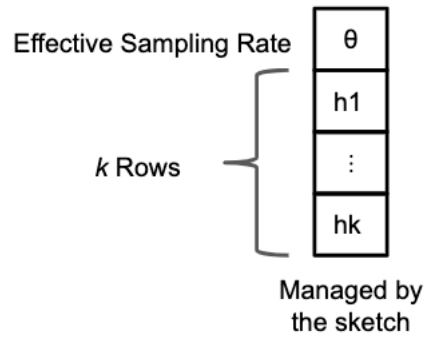 Effective Sampling Rate θ
h1
k Rows ⋮
hk
Managed by
the sketch